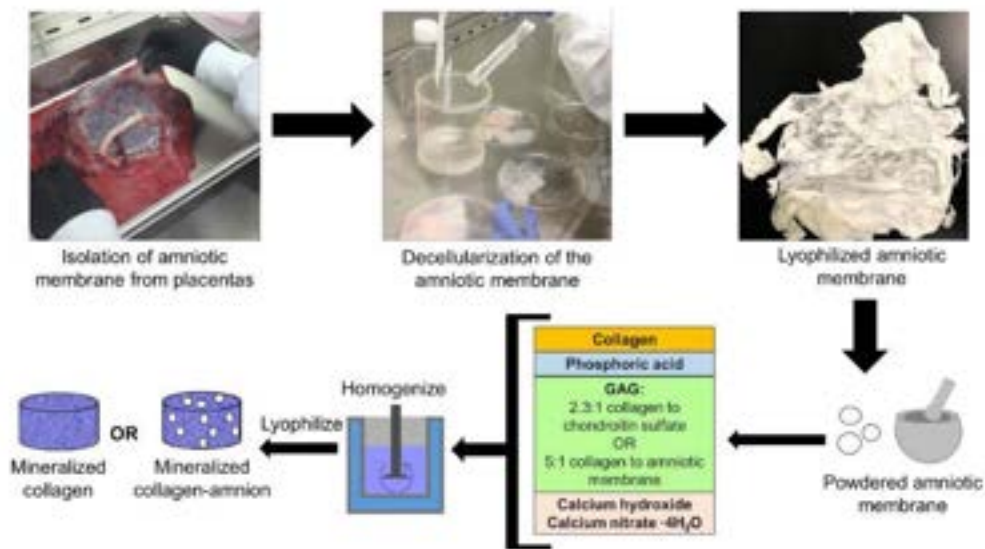 Isolation of amniotic
membrane from placentas
Decellularization of the
amniotic membrane
Lyophilized amniotic
membrane
Powdered amniotic
membrane
Collagen
Phosphoric acid
GAG:
2.3:1 collagen to
chondroitin sulfate
OR
5:1 collagen to amniotic
membrane
Calcium hydroxide
Calcium nitrate ·4H₂O
Homogenize
Lyophilize
OR
Mineralized
collagen
Mineralized
collagen-amnion